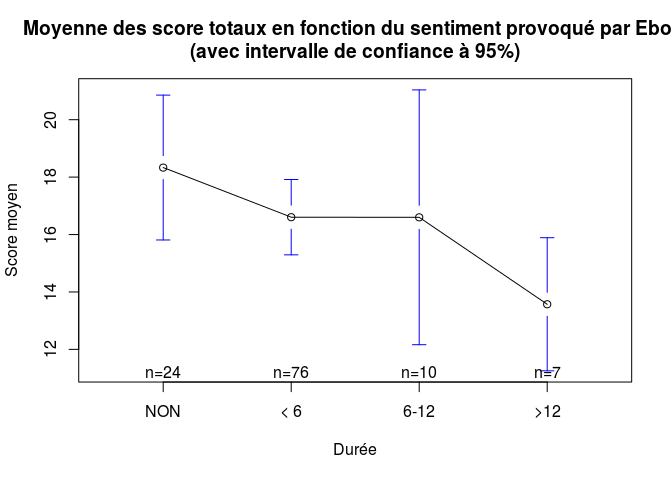 Moyenne des score totaux en fonction du sentiment provoqué par Ebo
(avec intervalle de confiance à 95%)
Score moyen
20
18
16
14
12
n=24 n=76 n=10 n=7
NON < 6 6-12 >12
Durée